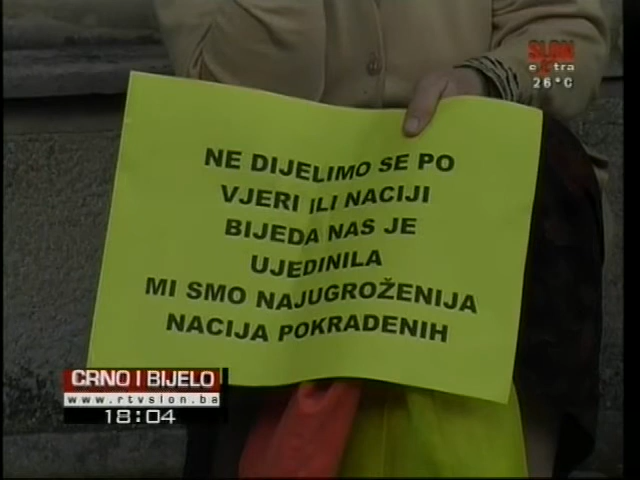 SLON
extra
26°C
NE DIJELIMO SE PO
VJERI ILI NACIJI
BIJEDA NAS JE
UJEDINILA
MI SMO NAJUGROŽENIJA
NACIJA POKRADENIH
CRNO I BIJELO
www.rtvslon.ba
18:04